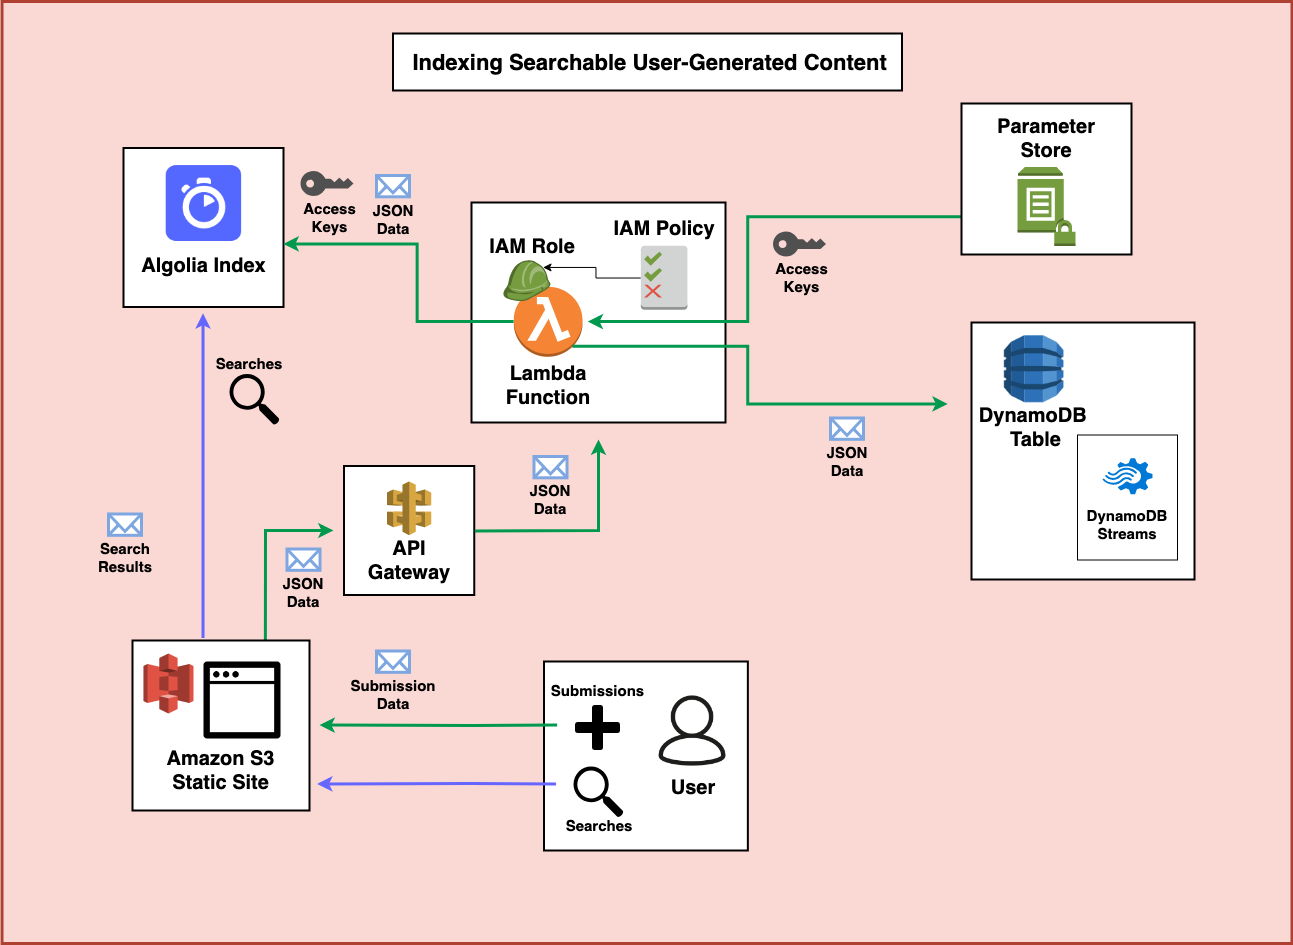 Indexing Searchable User-Generated Content
Parameter
Store
Algolia Index
Access
Keys
JSON
Data
IAM Role
IAM Policy
Lambda
Function
Access
Keys
DynamoDB
Table
DynamoDB
Streams
JSON
Data
Searches
JSON
Data
API
Gateway
Search
Results
JSON
Data
Submission
Data
Amazon S3
Static Site
Submissions
User
Searches